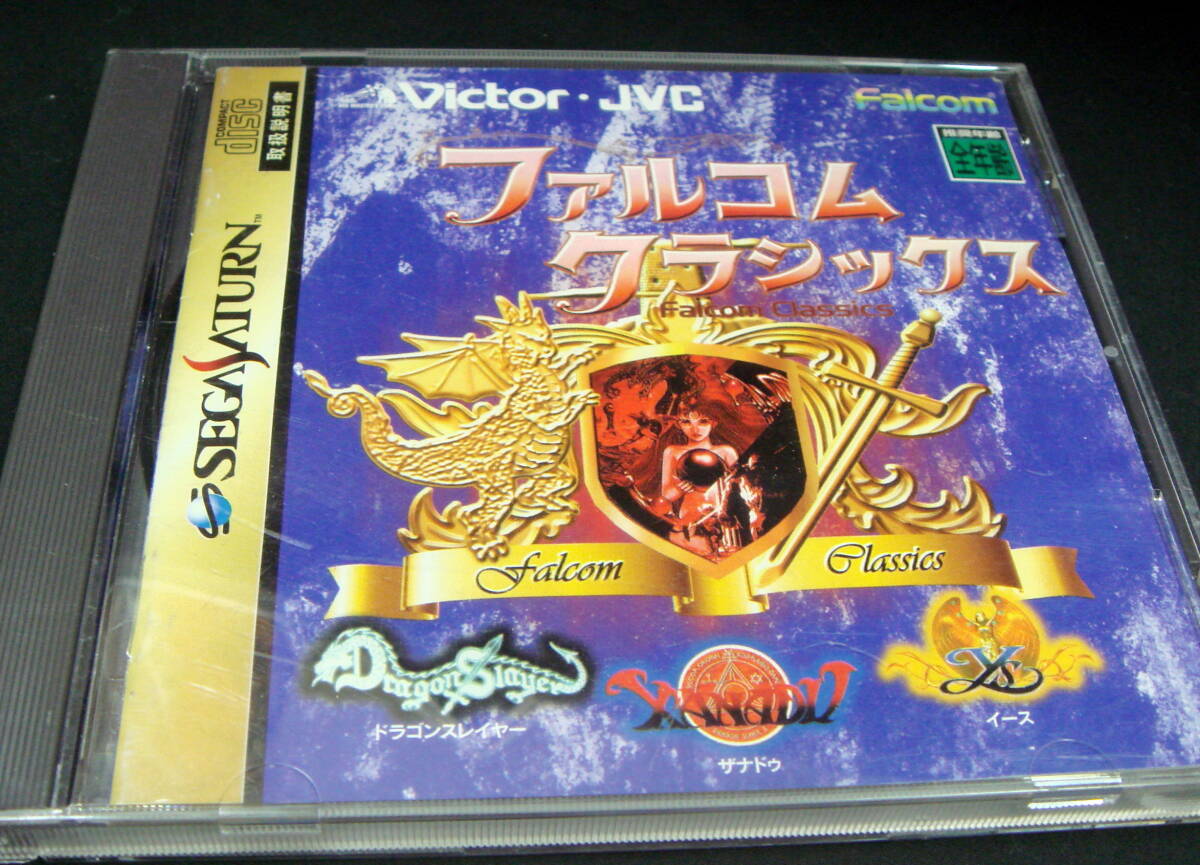 COMPACT
disc
取扱説明書
SEGA SATURN™
Victor・JVC
Falcom
推奨年齢
全年齢
ファルコム
クラシックス
Falcom Classics
Falcom Classics
Dragon Slayer
ドラゴンスレイヤー
XANADU
ザナドゥ
Ys
イース